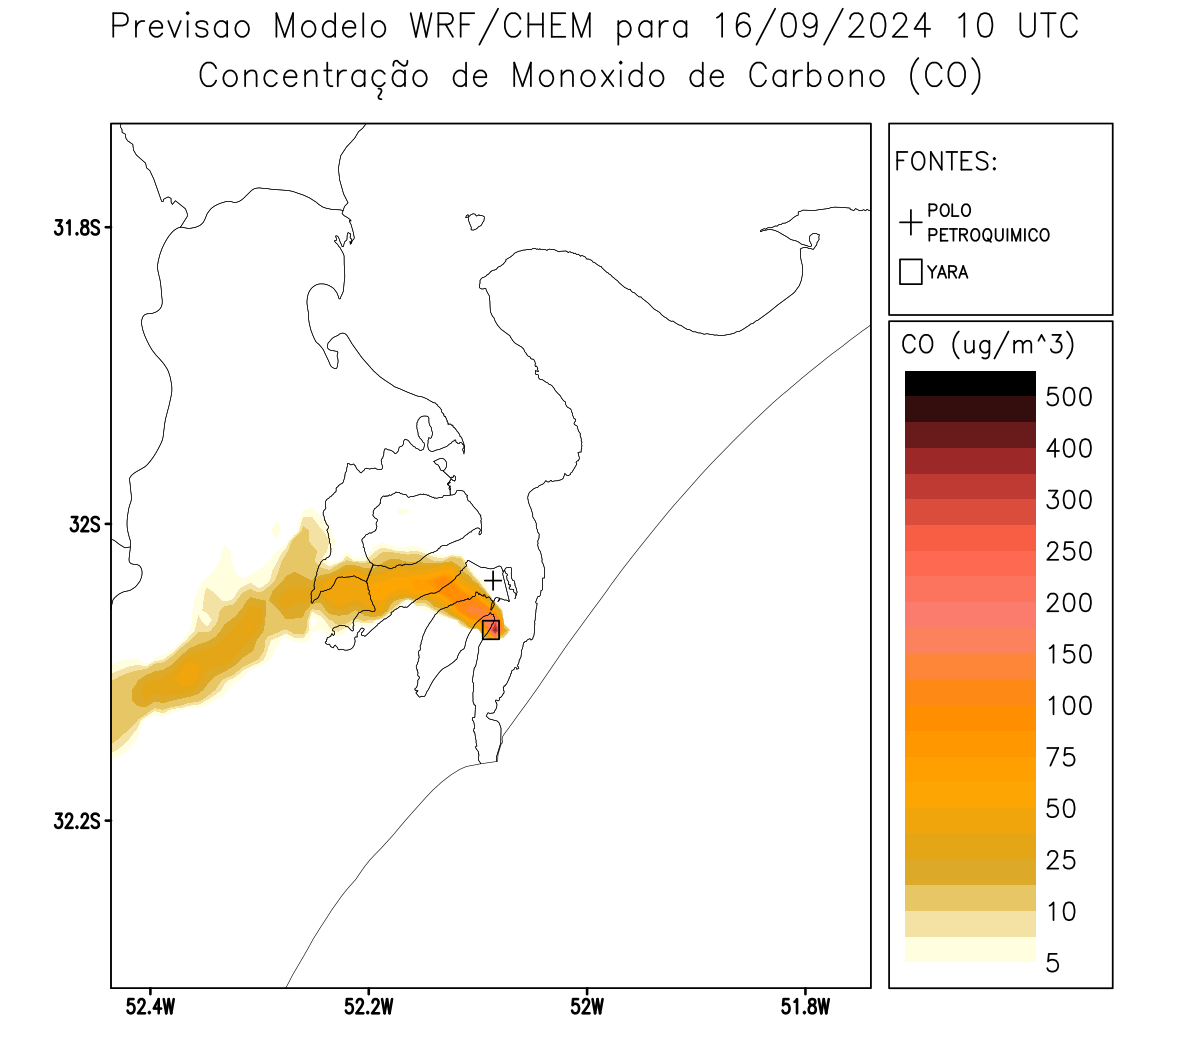 Previsao Modelo WRF/CHEM para 16/09/2024 10 UTC
Concentração de Monoxido de Carbono (CO)
FONTES:
POLO
PETROQUIMICO
YARA
CO (ug/m^3)
500
400
300
250
200
150
100
75
50
25
10
5
31.8S
32S
32.2S
52.4W
52.2W
52W
51.8W